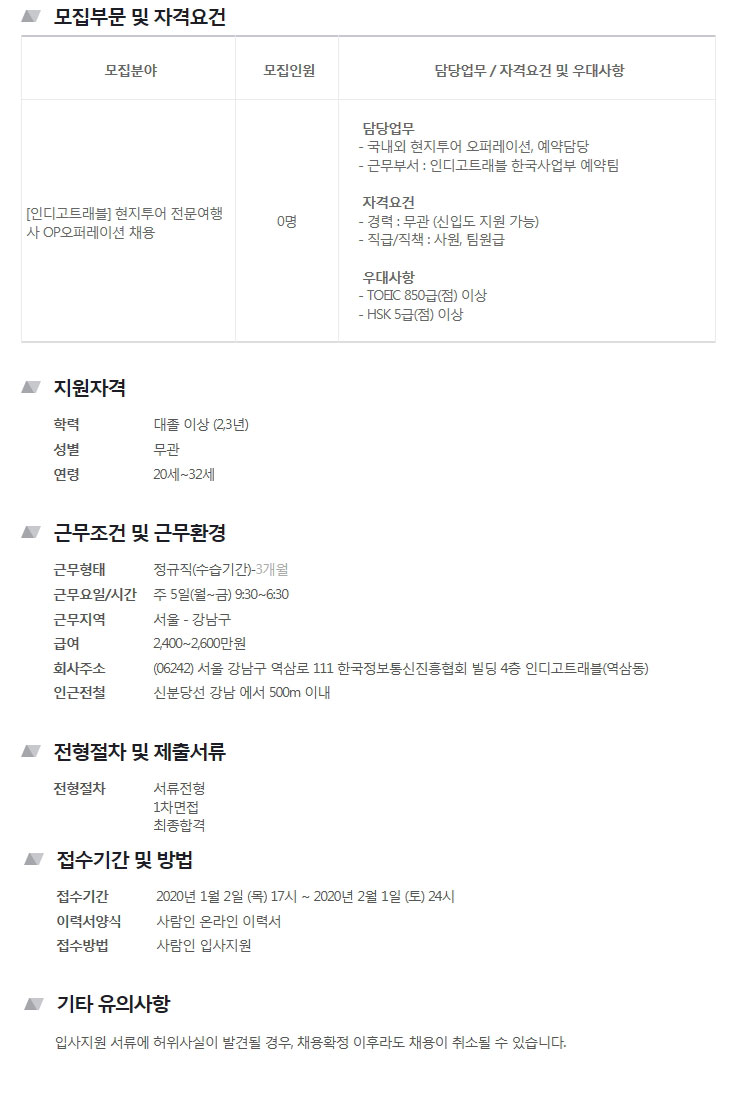 모집부문 및 자격요건
모집분야
모집인원
담당업무 / 자격요건 및 우대사항
[인디고트래블] 현지투어 전문여행
사 OP오퍼레이션 채용
0명
담당업무
- 국내외 현지투어 오퍼레이션, 예약담당
- 근무부서 : 인디고트래블 한국사업부 예약팀
자격요건
- 경력 : 무관 (신입도 지원 가능)
- 직급/직책 : 사원, 팀원급
우대사항
- TOEIC 850급(점) 이상
- HSK 5급(점) 이상
지원자격
학력 대졸 이상 (2,3년)
성별 무관
연령 20세~32세
근무조건 및 근무환경
근무형태 정규직(수습기간)-3개월
근무요일/시간 주 5일(월~금) 9:30~6:30
근무지역 서울 - 강남구
급여 2,400~2,600만원
회사주소 (06242) 서울 강남구 역삼로 111 한국정보통신진흥협회 빌딩 4층 인디고트래블(역삼동)
인근전철 신분당선 강남 에서 500m 이내
전형절차 및 제출서류
전형절차 서류전형
1차면접
최종합격
접수기간 및 방법
접수기간 2020년 1월 2일 (목) 17시 ~ 2020년 2월 1일 (토) 24시
이력서양식 사람인 온라인 이력서
접수방법 사람인 입사지원
기타 유의사항
입사지원 서류에 허위사실이 발견될 경우, 채용확정 이후라도 채용이 취소될 수 있습니다.